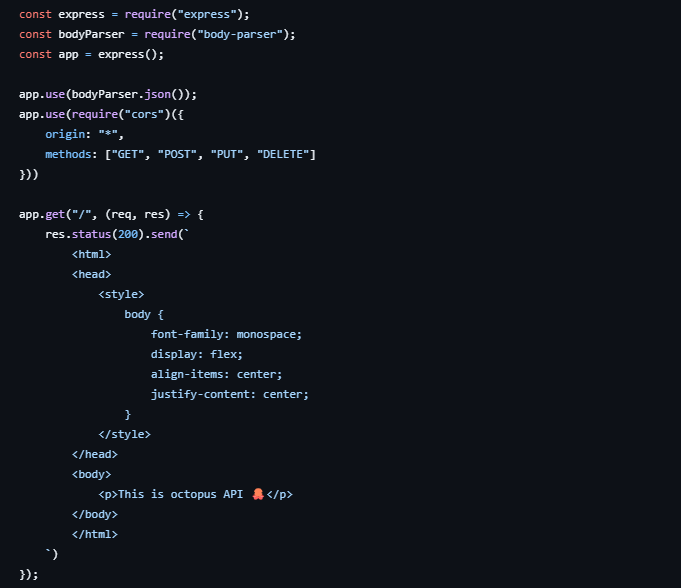 const express = require("express");
const bodyParser = require("body-parser");
const app = express();

app.use(bodyParser.json());
app.use(require("cors")({
    origin: "*",
    methods: ["GET", "POST", "PUT", "DELETE"]
}))

app.get("/", (req, res) => {
    res.status(200).send(`
        <html>
        <head>
            <style>
                body {
                    font-family: monospace;
                    display: flex;
                    align-items: center;
                    justify-content: center;
                }
            </style>
        </head>
        <body>
            <p>This is octopus API 🐙</p>
        </body>
        </html>
    `)
});